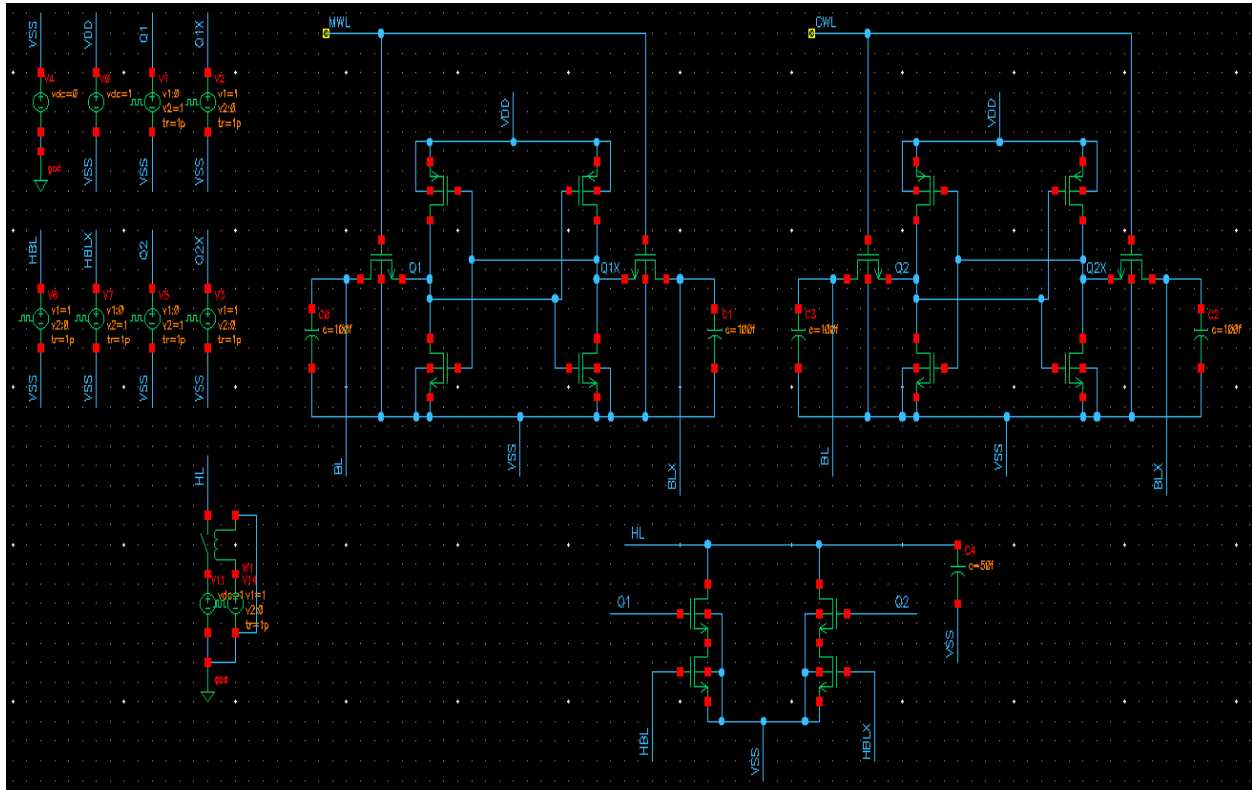 VSS
VDD
Q1
Q1X
V4
vdc=0
gnd
V0
vdc=1
VSS
V1
v1:0
v2=1
tr=1p
VSS
V2
v1=1
v2:0
tr=1p
VSS
HBL
HBLX
Q2
Q2X
V6
v1=1
v2:0
tr=1p
VSS
V7
v1:0
v2=1
tr=1p
VSS
V5
v1:0
v2=1
tr=1p
VSS
V3
v1=1
v2:0
tr=1p
VSS
HL
W1
V14
v1=1
v2:0
tr=1p
gnd
MWL
VDD
Q1
Q1X
C0
c=100f
C1
c=100f
BL
VSS
BLX
CWL
VDD
Q2
Q2X
C3
c=100f
c=100f
BL
VSS
BLX
HL
C4
c=50f
Q1
Q2
VSS
HBL
VSS
HBLX